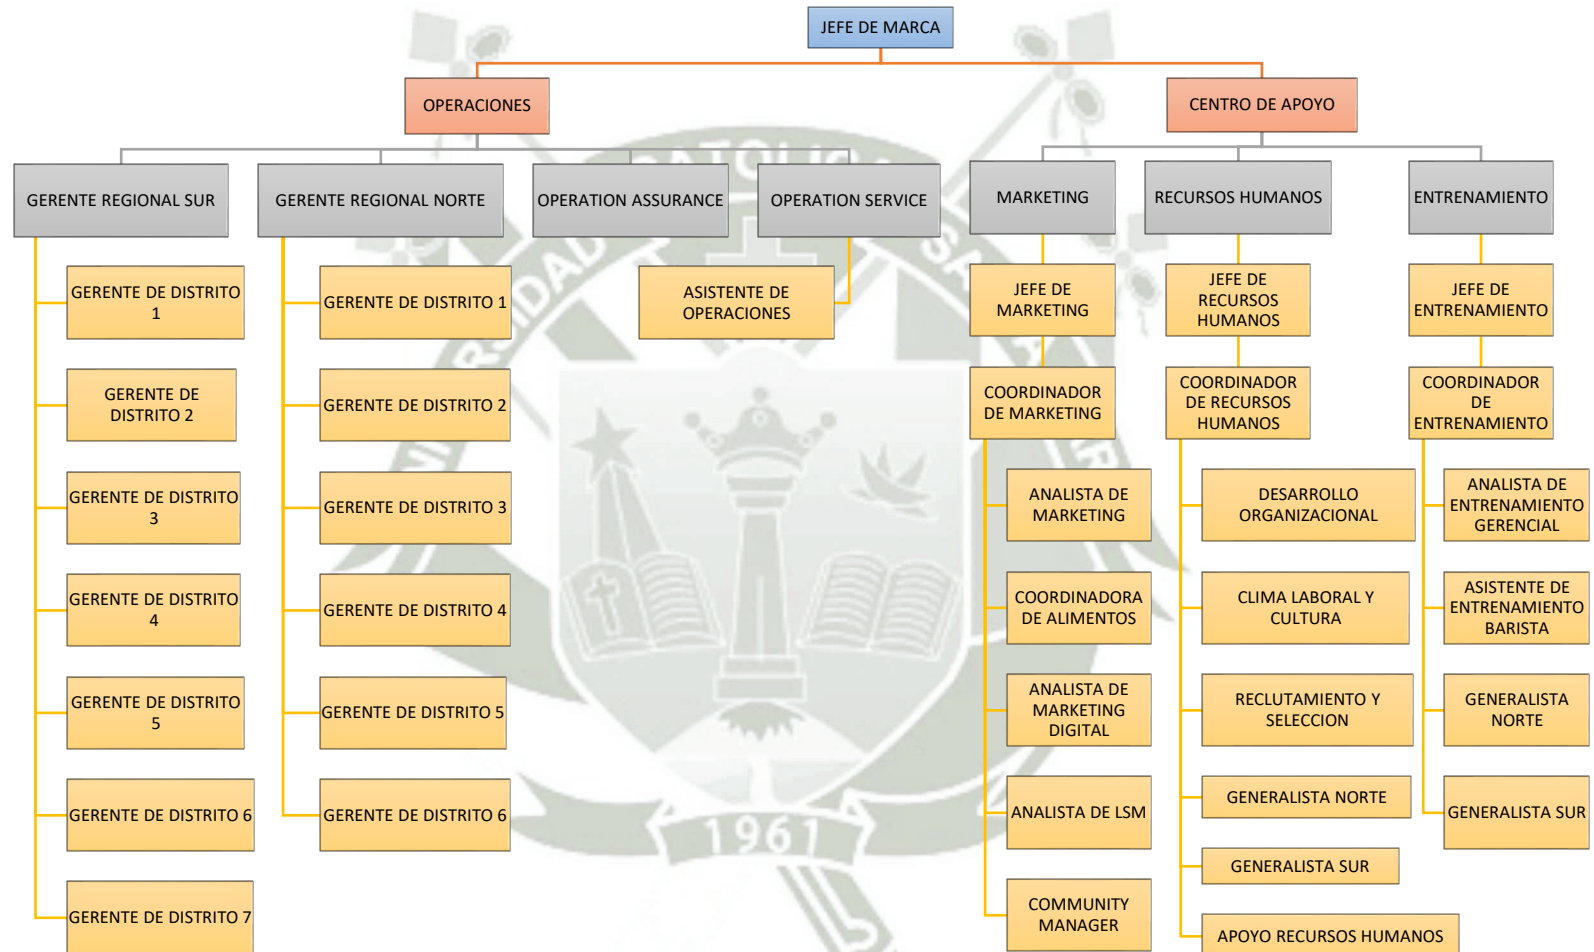 JEFE DE MARCA
OPERACIONES
CENTRO DE APOYO
GERENTE REGIONAL SUR
GERENTE REGIONAL NORTE
OPERATION ASSURANCE
OPERATION SERVICE
MARKETING
RECURSOS HUMANOS
ENTRENAMIENTO
GERENTE DE DISTRITO
1
GERENTE DE
DISTRITO 2
GERENTE DE DISTRITO
3
GERENTE DE DISTRITO
4
GERENTE DE DISTRITO
5
GERENTE DE DISTRITO 6
GERENTE DE DISTRITO 7
GERENTE DE DISTRITO 1
GERENTE DE DISTRITO 2
GERENTE DE DISTRITO 3
GERENTE DE DISTRITO 4
GERENTE DE DISTRITO 5
GERENTE DE DISTRITO 6
ASISTENTE DE
OPERACIONES
JEFE DE
MARKETING
COORDINADOR
DE MARKETING
ANALISTA DE
MARKETING
COORDINADORA
DE ALIMENTOS
ANALISTA DE
MARKETING
DIGITAL
ANALISTA DE LSM
COMMUNITY
MANAGER
JEFE DE
RECURSOS
HUMANOS
COORDINADOR
DE RECURSOS
HUMANOS
DESARROLLO
ORGANIZACIONAL
CLIMA LABORAL Y
CULTURA
RECLUTAMIENTO Y
SELECCION
GENERALISTA NORTE
GENERALISTA SUR
APOYO RECURSOS HUMANOS
JEFE DE
ENTRENAMIENTO
COORDINADOR
DE
ENTRENAMIENTO
ANALISTA DE
ENTRENAMIENTO
GERENCIAL
ASISTENTE DE
ENTRENAMIENTO
BARISTA
GENERALISTA
NORTE
GENERALISTA SUR
1961